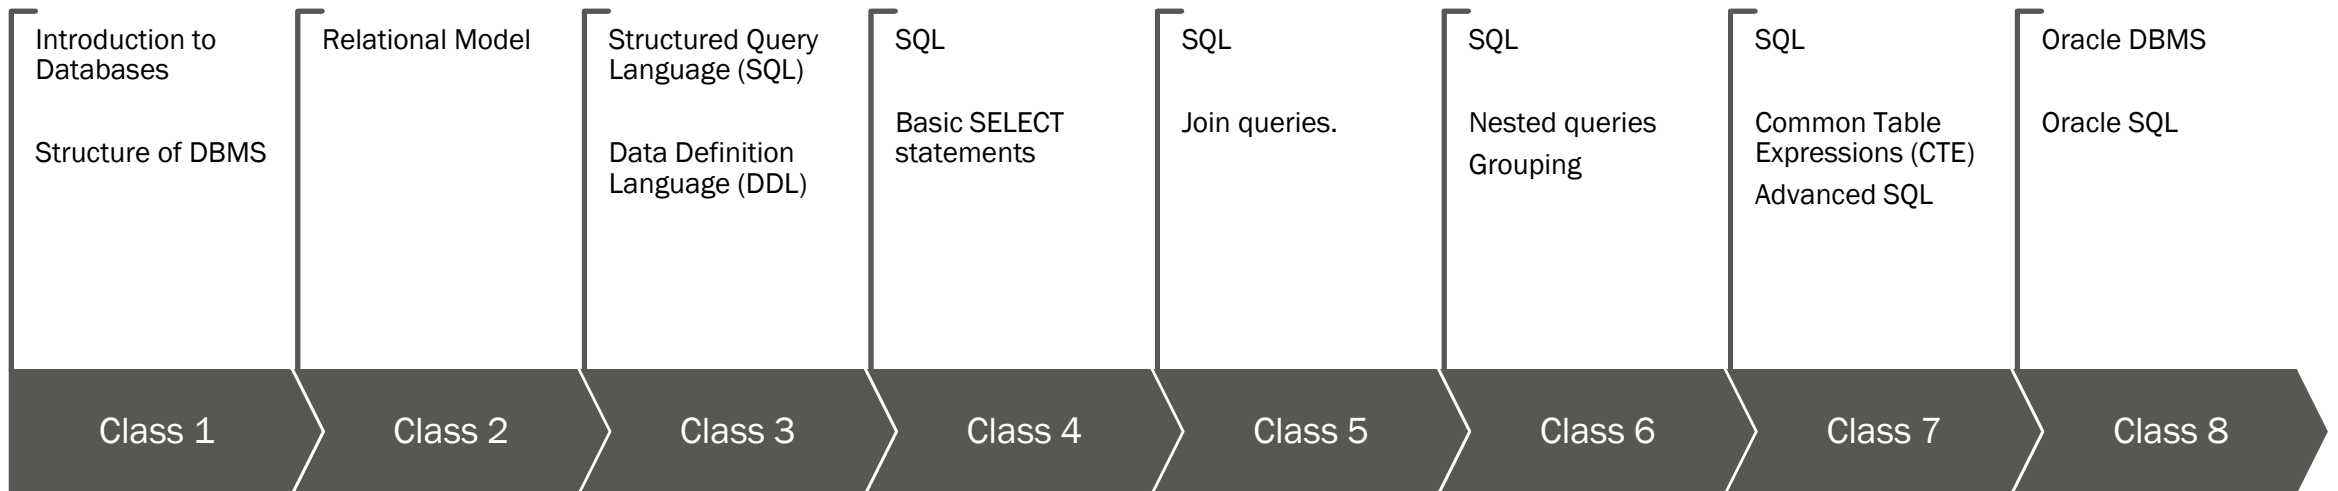 Introduction to
Databases
Structure of DBMS
Relational Model
Structured Query
Language (SQL)
Data Definition
Language (DDL)
SQL
Basic SELECT
statements
SQL
Join queries.
SQL
Nested queries
Grouping
SQL
Common Table
Expressions (CTE)
Advanced SQL
Oracle DBMS
Oracle SQL
Class 1
Class 2
Class 3
Class 4
Class 5
Class 6
Class 7
Class 8